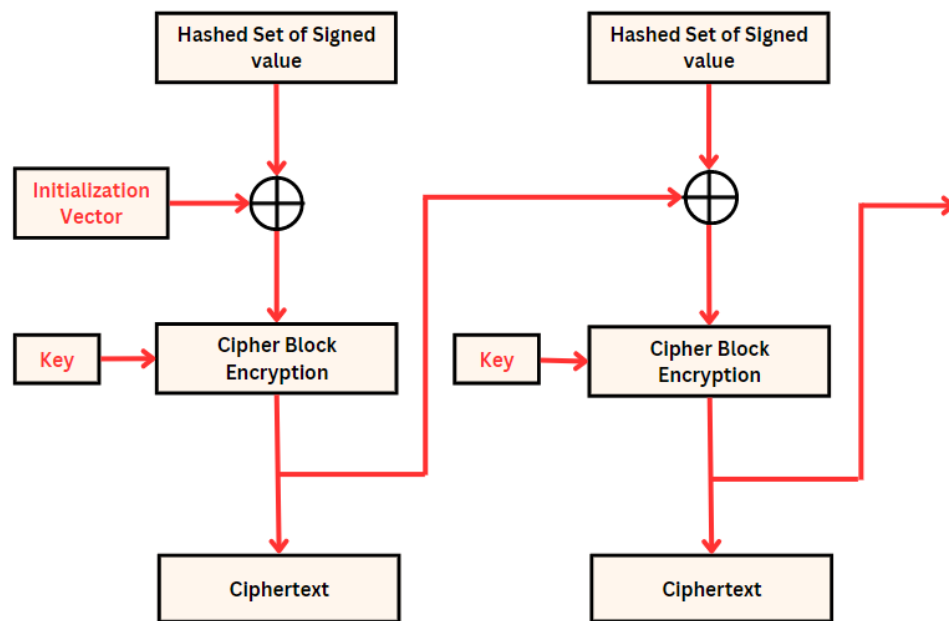 Hashed Set of Signed
value
Hashed Set of Signed
value
Initialization
Vector
Key
Cipher Block
Encryption
Key
Cipher Block
Encryption
Ciphertext
Ciphertext